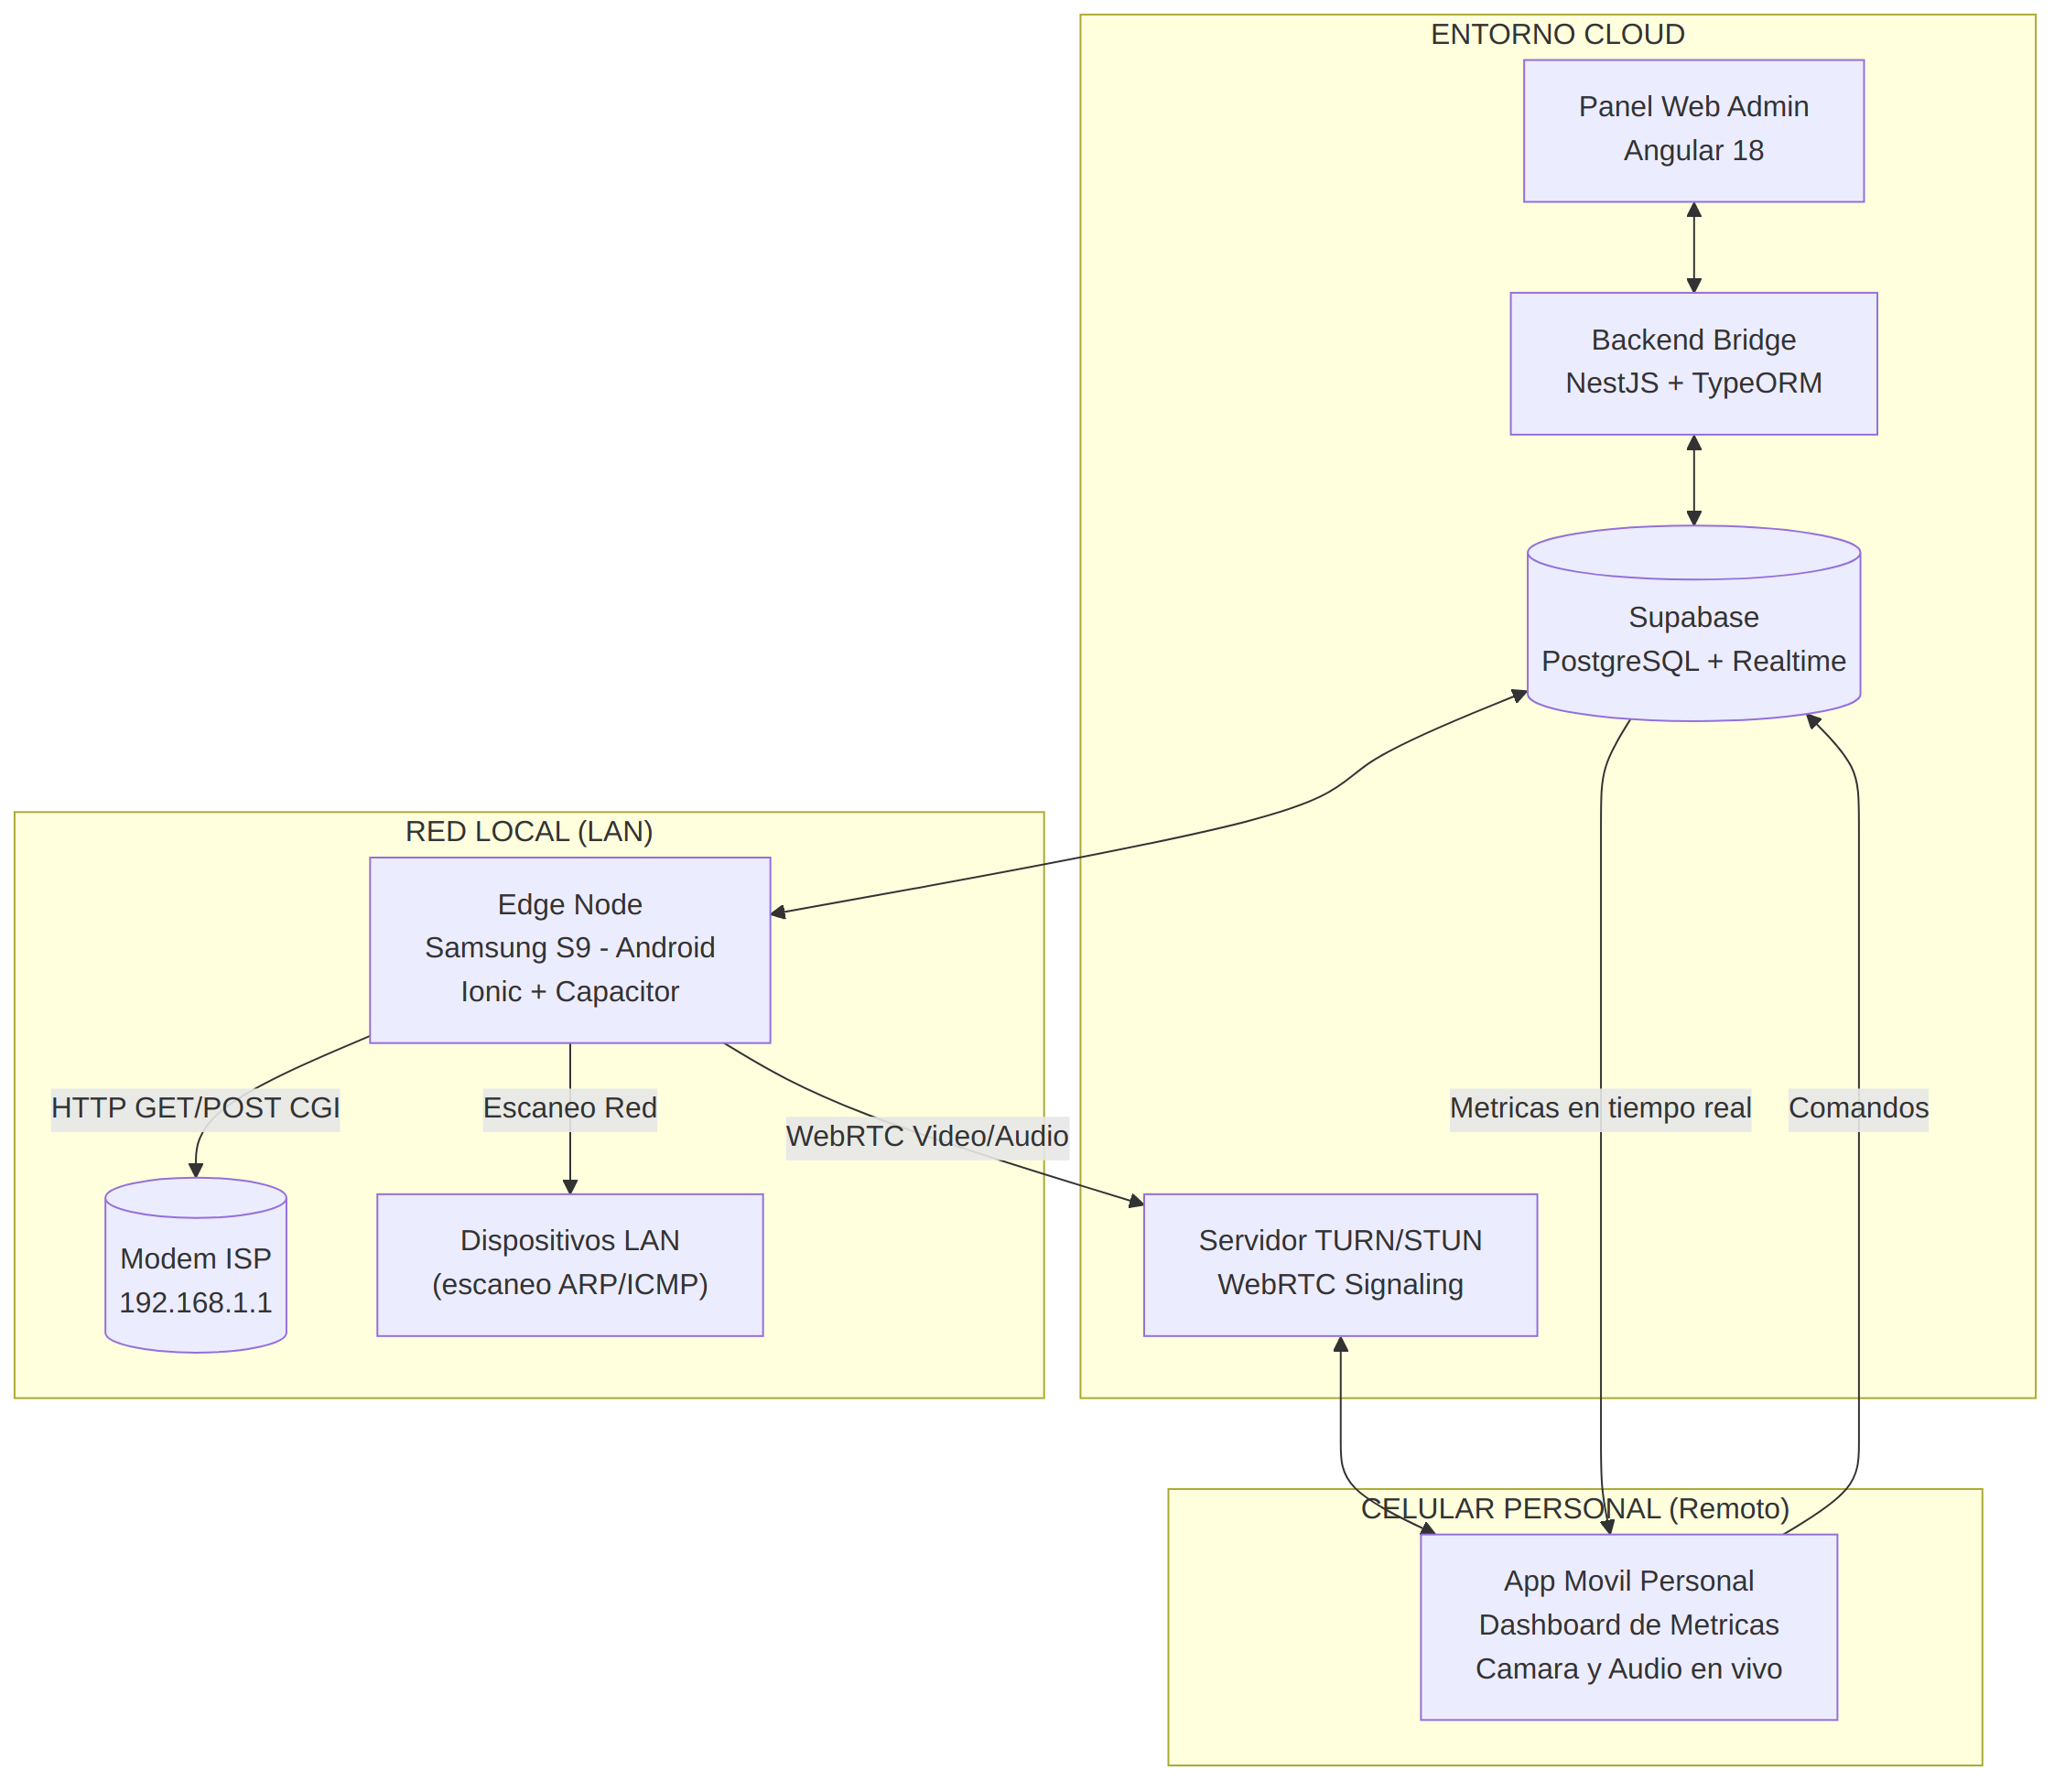 ENTORNO CLOUD
Panel Web Admin
Angular 18
Backend Bridge
NestJS + TypeORM
Supabase
PostgreSQL + Realtime
RED LOCAL (LAN)
Edge Node
Samsung S9 - Android
Ionic + Capacitor
HTTP GET/POST CGI
Escaneo Red
WebRTC Video/Audio
Metricas en tiempo real
Comandos
Modem ISP
192.168.1.1
Dispositivos LAN
(escaneo ARP/ICMP)
Servidor TURN/STUN
WebRTC Signaling
CELULAR PERSONAL (Remoto)
App Movil Personal
Dashboard de Metricas
Camara y Audio en vivo